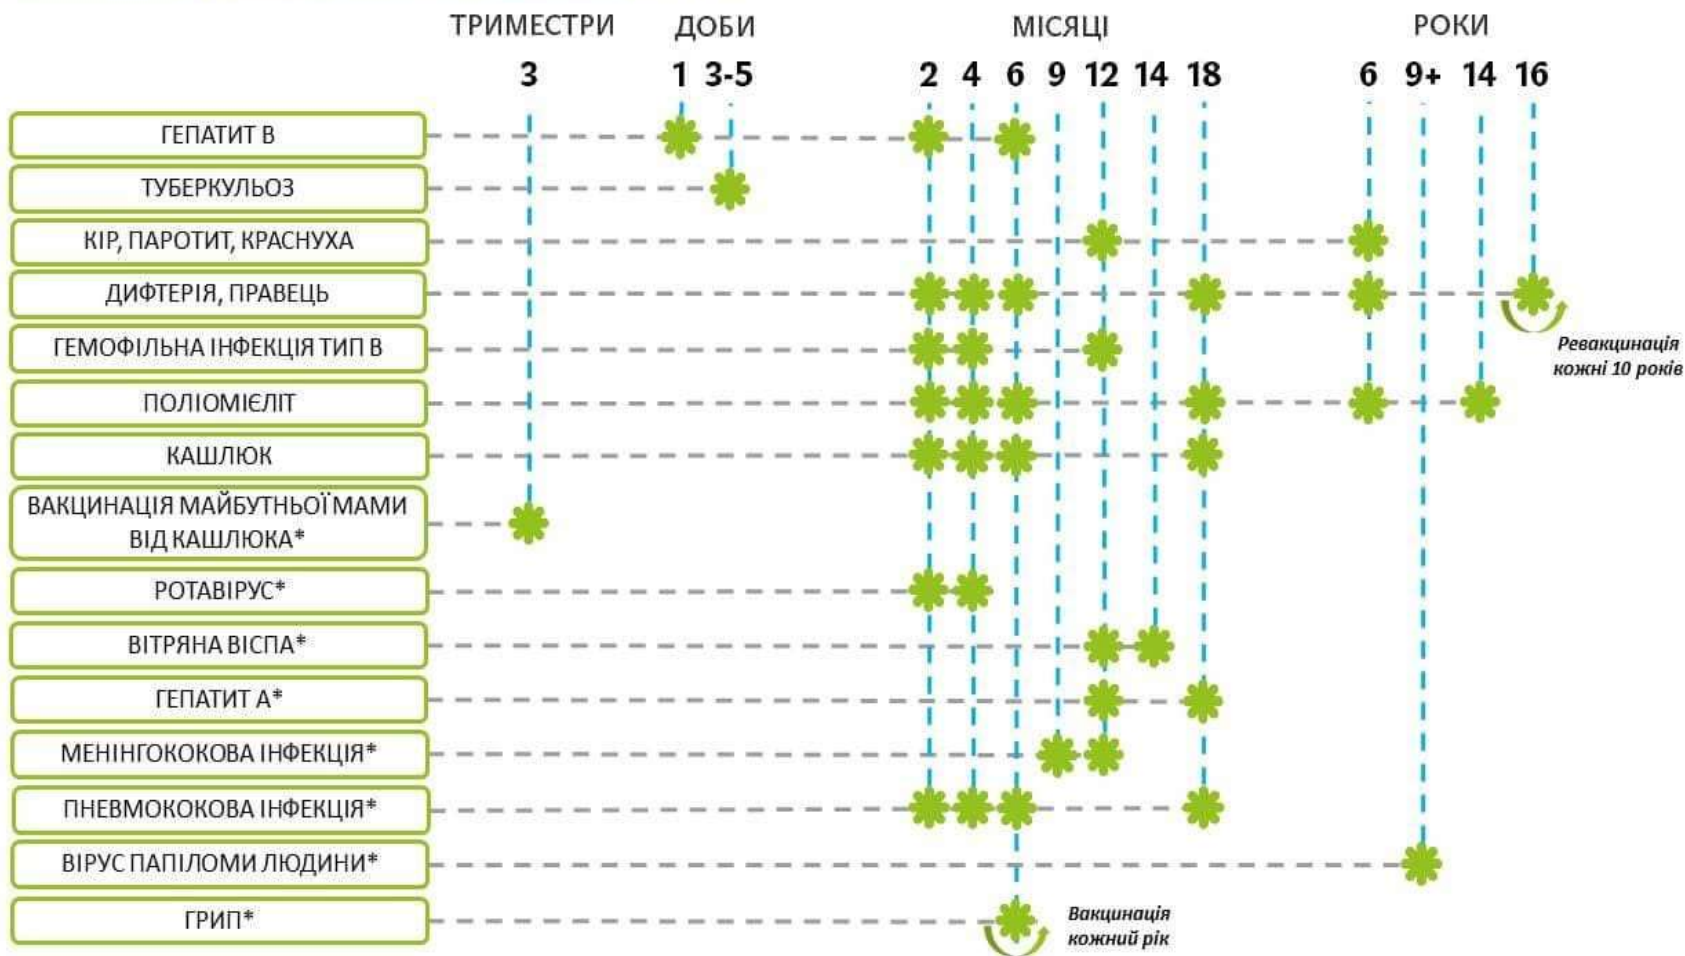 ТРИМЕСТРИ ДОБИ МІСЯЦІ РОКИ
3 1 3-5 2 4 6 9 12 14 18 6 9+ 14 16
ГЕПАТИТ В
ТУБЕРКУЛЬОЗ
КІР, ПАРОТИТ, КРАСНУХА
ДИФТЕРІЯ, ПРАВЕЦЬ
ГЕМОФІЛЬНА ІНФЕКЦІЯ ТИП В
Ревакцинація
кожні 10 років
ПОЛІОМІЄЛІТ
КАШЛЮК
ВАКЦИНАЦІЯ МАЙБУТНЬОЇ МАМИ
ВІД КАШЛЮКА*
РОТАВІРУС*
ВІТРЯНА ВІСПА*
ГЕПАТИТ А*
МЕНІНГОКОКОВА ІНФЕКЦІЯ*
ПНЕВМОКОКОВА ІНФЕКЦІЯ*
ВІРУС ПАПІЛОМИ ЛЮДИНИ*
ГРИП*
Вакцинація
кожний рік